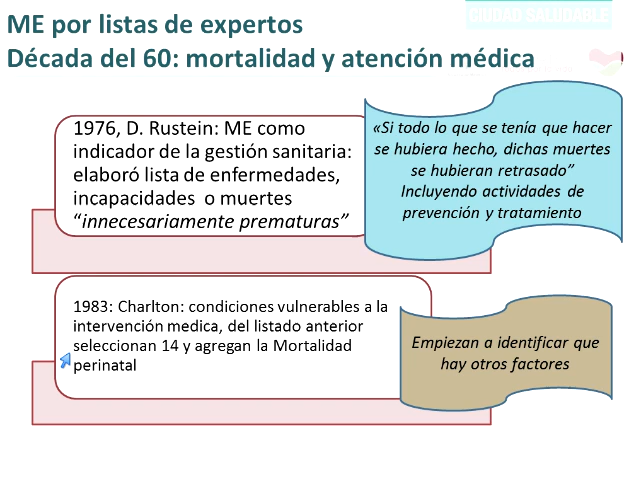 CIUDAD SALUDABLE
ME por listas de expertos
Década del 60: mortalidad y atención médica
1976, D. Rustein: ME como
indicador de la gestión sanitaria:
elaboró lista de enfermedades,
incapacidades o muertes
“innecesariamente prematuras”
«Si todo lo que se tenía que hacer
se hubiera hecho, dichas muertes
se hubieran retrasado”
Incluyendo actividades de
prevención y tratamiento
1983: Charlton: condiciones vulnerables a la
intervención medica, del listado anterior
seleccionan 14 y agregan la Mortalidad
perinatal
Empiezan a identificar que
hay otros factores